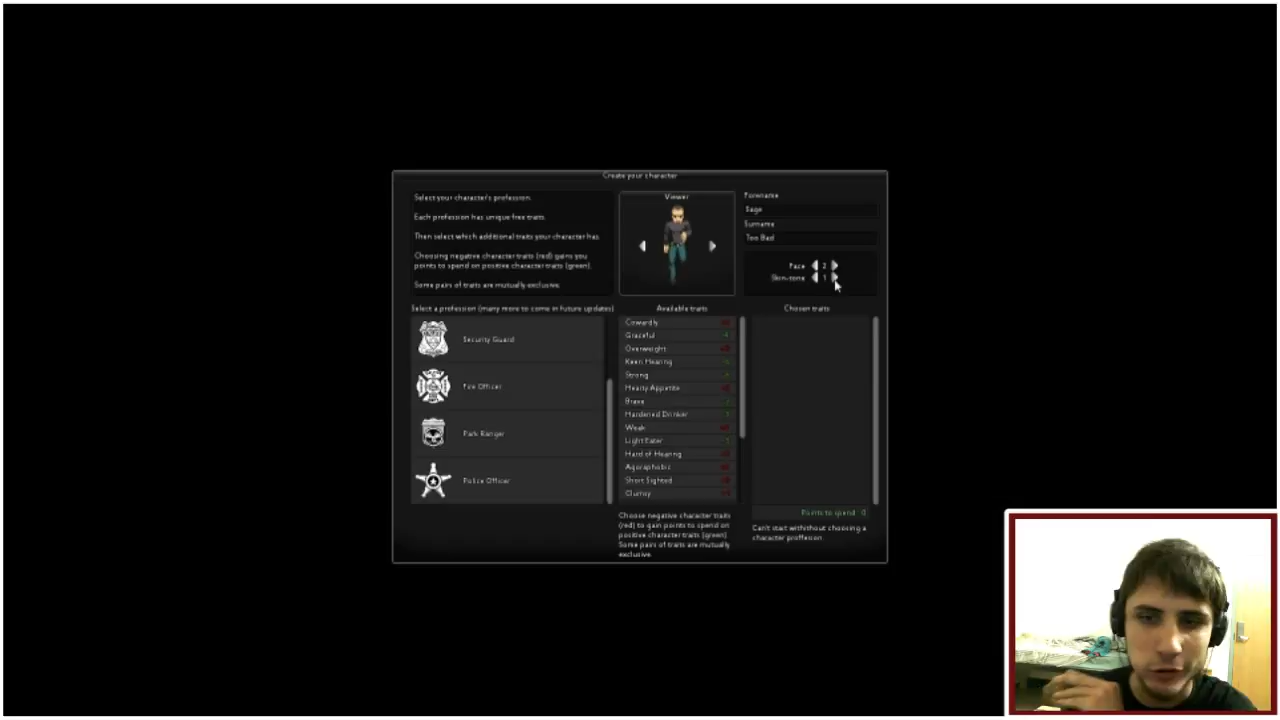 Create your character
Select your character's profession.
Each profession has unique free traits.
Then select which additional traits your character has.
Choosing negative character traits (red) gains you
points to spend on positive character traits (green).
Some pairs of traits are mutually exclusive.
Viewer
Forename
Sage
Surname
Too Bad
Face 2
Skin-tone 1
Select a profession (many more to come in future updates)
Security Guard
Fire Officer
Park Ranger
Police Officer
Available traits
Cowardly
Graceful
Overweight
Keen Hearing
Strong
Hearty Appetite
Brave
Hardened Drinker
Weak
Light Eater
Hard of Hearing
Agoraphobic
Short Sighted
Clumsy
Choose negative character traits
(red) to gain points to spend on
positive character traits (green)
Some pairs of traits are mutually
exclusive.
Chosen traits
Points to spend 0
Can't start withithout choosing a
character proffesion